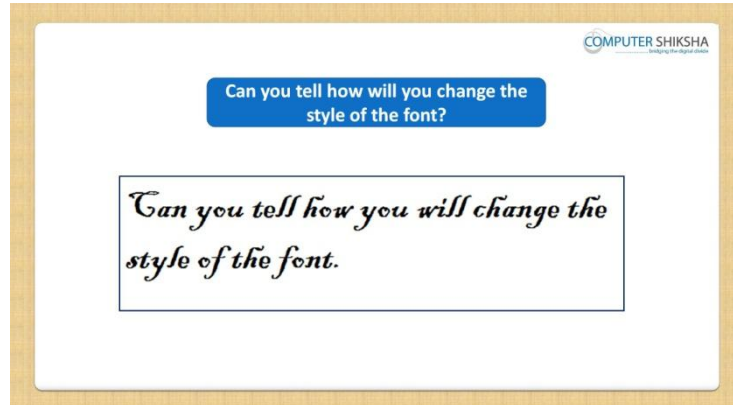 COMPUTER SHIKSHA
bridging the digital divide
Can you tell how will you change the
style of the font?
Can you tell how you will change the
style of the font.